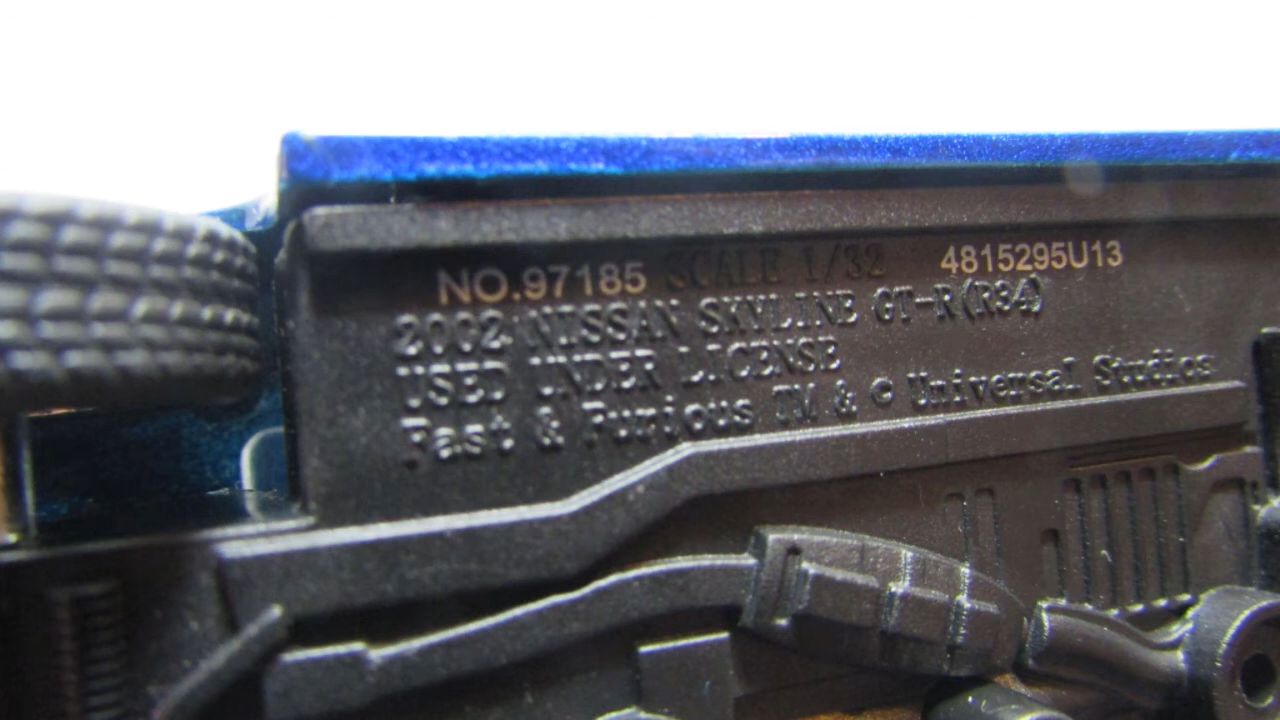 NO.97185 SCALE 1/32 4815295U13
2002 NISSAN SKYLINE GT-R(R34)
USED UNDER LICENSE
Fast & Furious TM & © Universal Studios